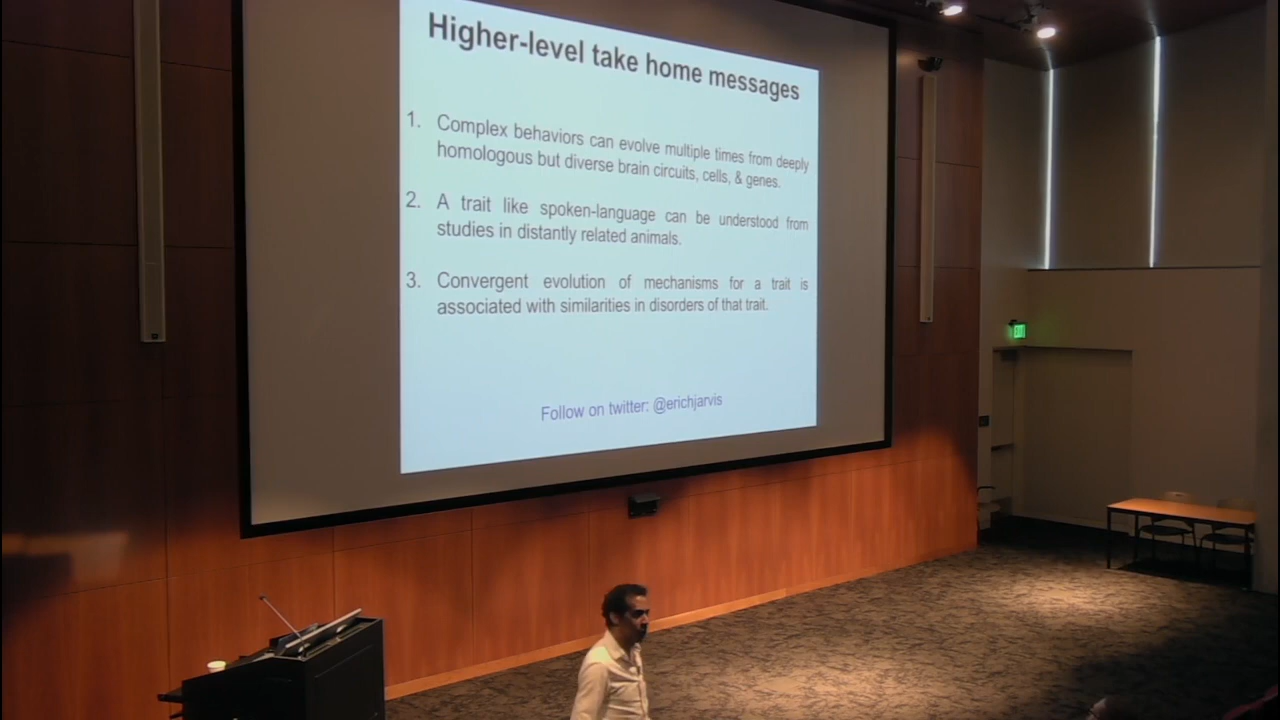 Higher-level take home messages
1. Complex behaviors can evolve multiple times from deeply
homologous but diverse brain circuits, cells, & genes.
2. A trait like spoken-language can be understood from
studies in distantly related animals.
3. Convergent evolution of mechanisms for a trait is
associated with similarities in disorders of that trait.
Follow on twitter: @erichjarvis
EXIT